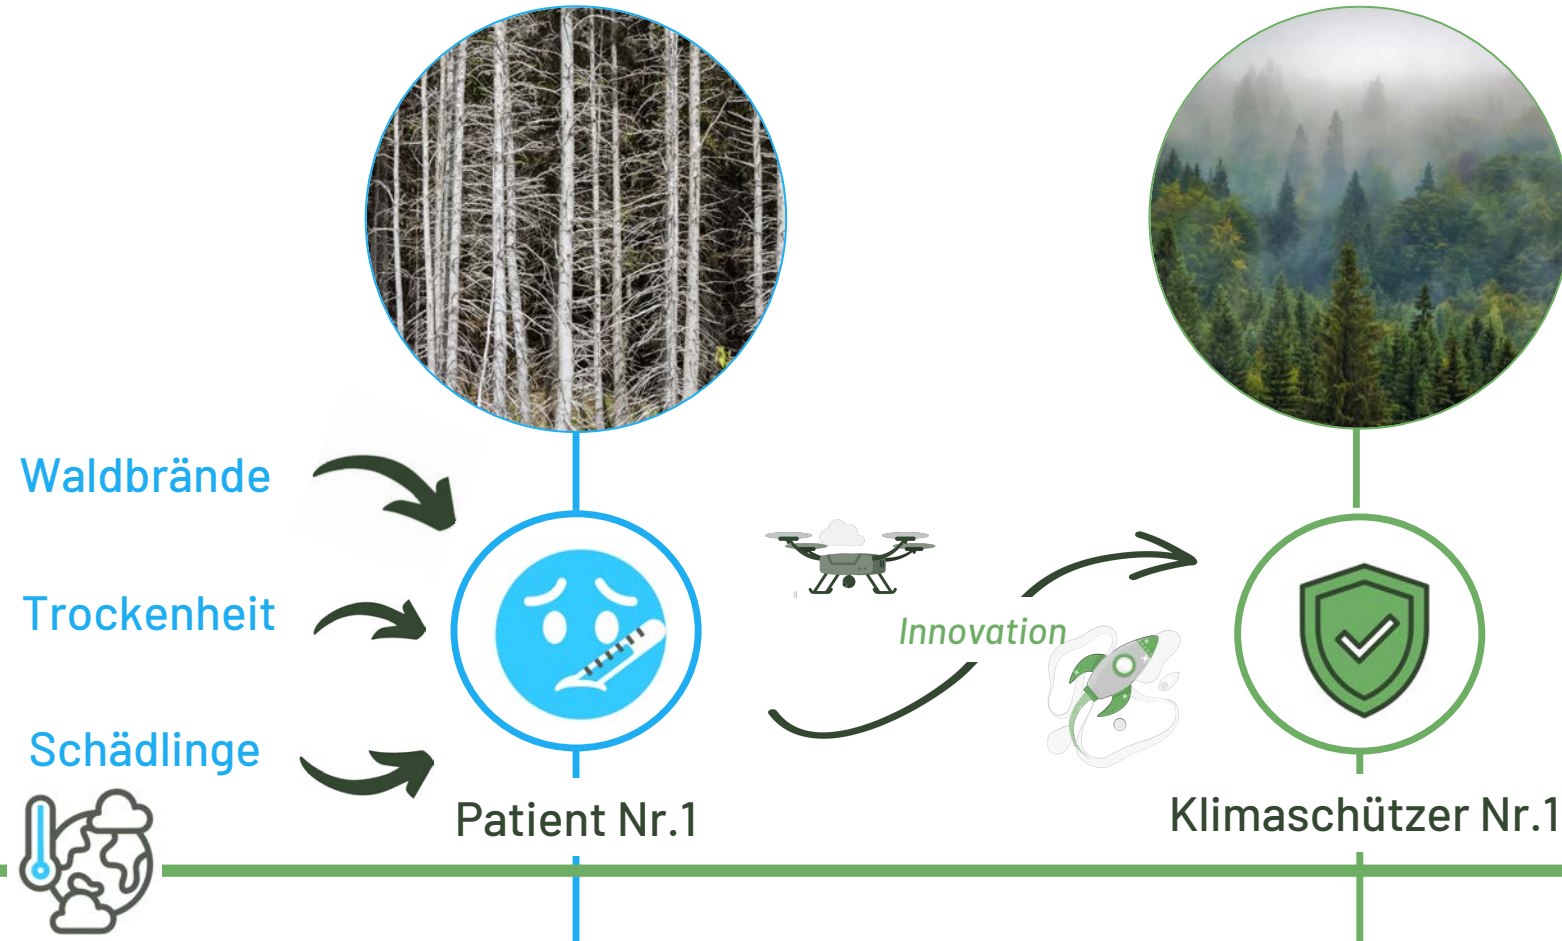 Waldbrände
Trockenheit
Schädlinge
Innovation
Patient Nr.1
Klimaschützer Nr.1